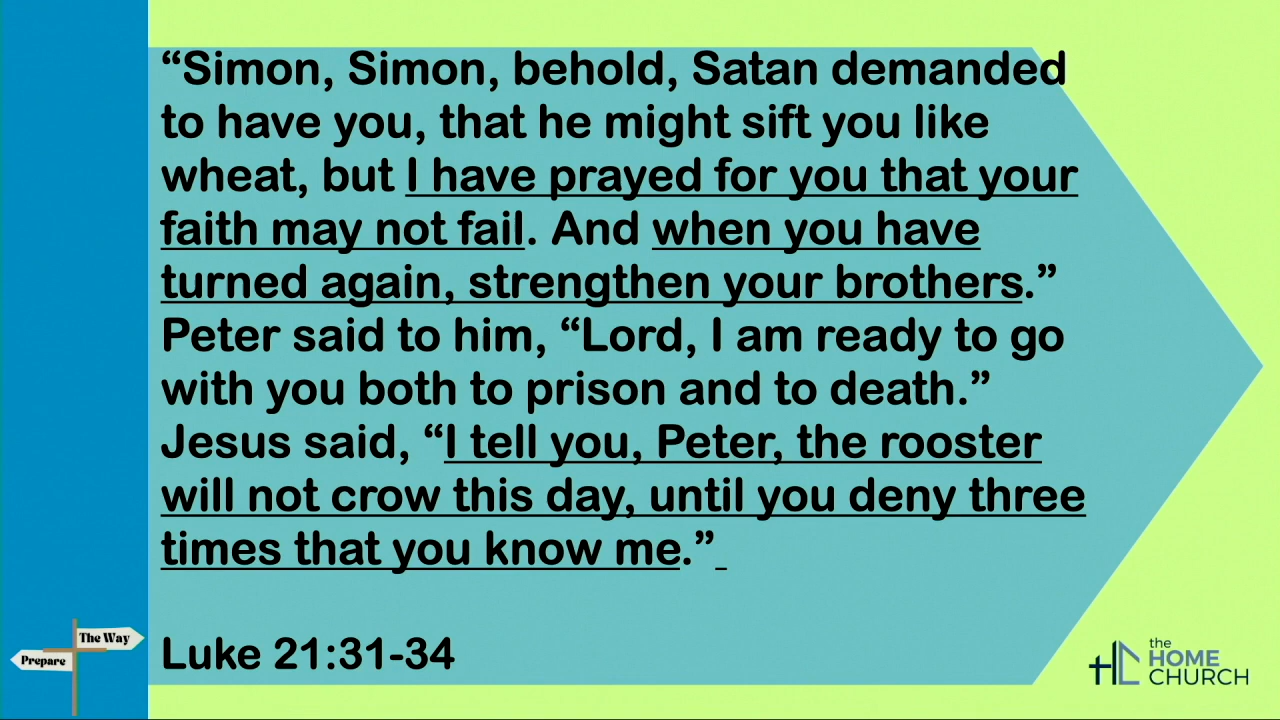 “Simon, Simon, behold, Satan demanded
to have you, that he might sift you like
wheat, but I have prayed for you that your
faith may not fail. And when you have
turned again, strengthen your brothers.”
Peter said to him, “Lord, I am ready to go
with you both to prison and to death.”
Jesus said, “I tell you, Peter, the rooster
will not crow this day, until you deny three
times that you know me.”
Luke 21:31-34
The Way
Prepare
the
HOME
CHURCH